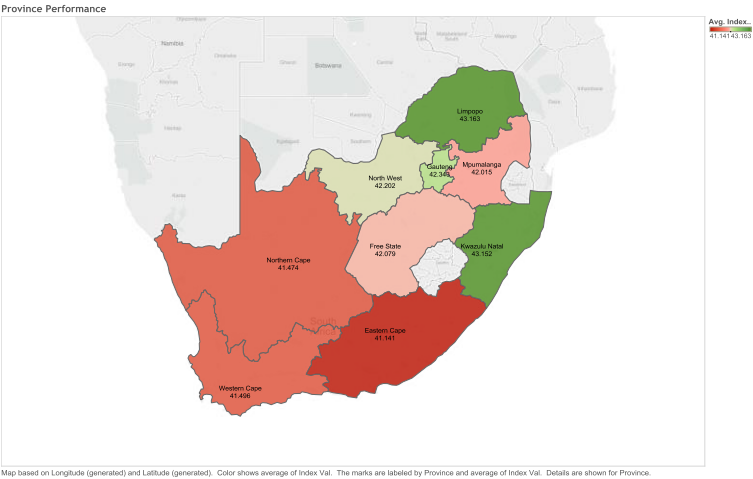 Province Performance
Avg. Index..
41.141 43.163
Namibia
Botswana
Limpopo
43.163
Gauteng
42.343
Mpumalanga
42.015
North West
42.202
Free State
42.079
Kwazulu Natal
43.152
Northern Cape
41.474
South
Africa
Eastern Cape
41.141
Western Cape
41.496
Map based on Longitude (generated) and Latitude (generated). Color shows average of Index Val. The marks are labeled by Province and average of Index Val. Details are shown for Province.